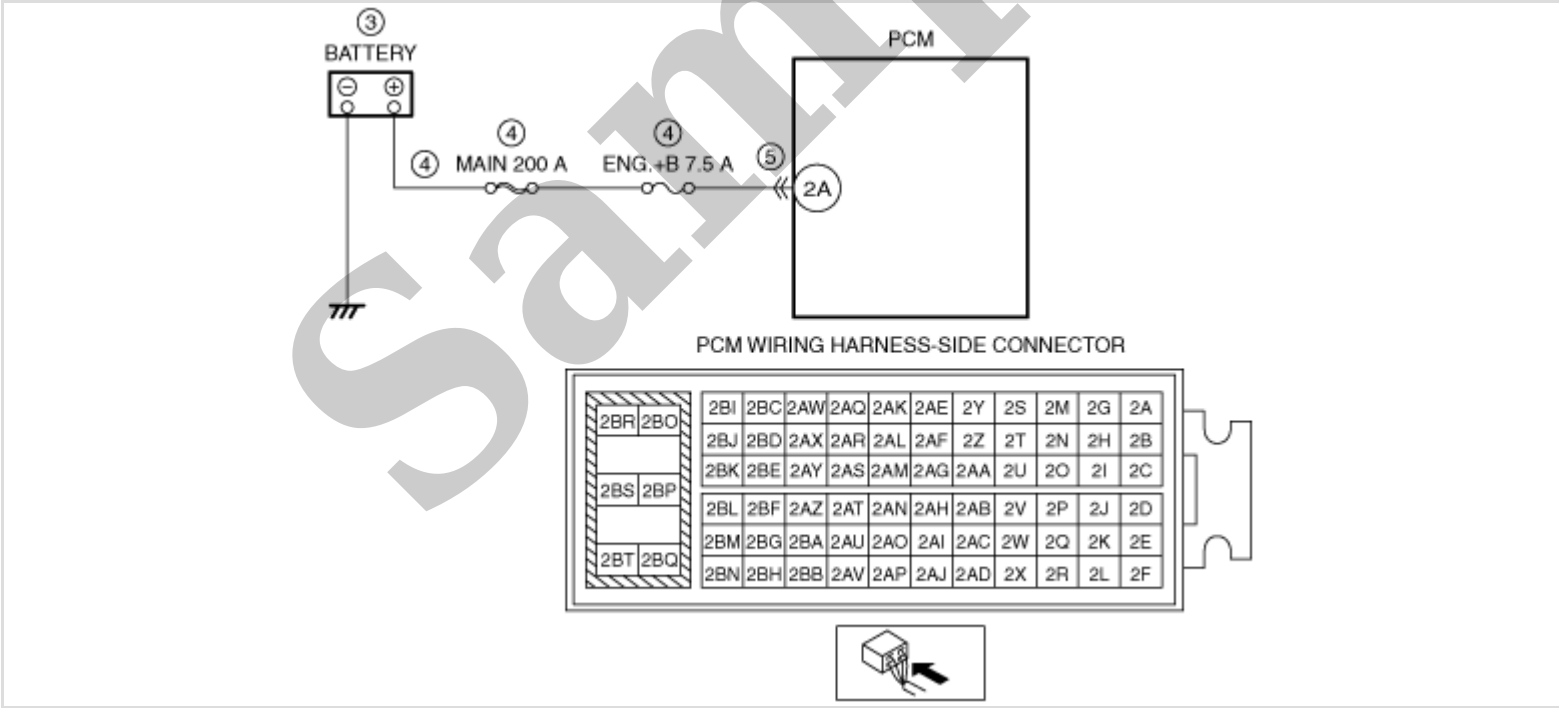 ③
BATTERY
⊖ ⊕
PCM
④ ④
④ MAIN 200 A ENG.+B 7.5 A ⑤
2A
PCM WIRING HARNESS-SIDE CONNECTOR
2BR 2BO 2BI 2BC 2AW 2AQ 2AK 2AE 2Y 2S 2M 2G 2A
2BJ 2BD 2AX 2AR 2AL 2AF 2Z 2T 2N 2H 2B
2BS 2BP 2BK 2BE 2AY 2AS 2AM 2AG 2AA 2U 2O 2I 2C
2BL 2BF 2AZ 2AT 2AN 2AH 2AB 2V 2P 2J 2D
2BT 2BQ 2BM 2BG 2BA 2AU 2AO 2AI 2AC 2W 2Q 2K 2E
2BN 2BH 2BB 2AV 2AP 2AJ 2AD 2X 2R 2L 2F
Samp